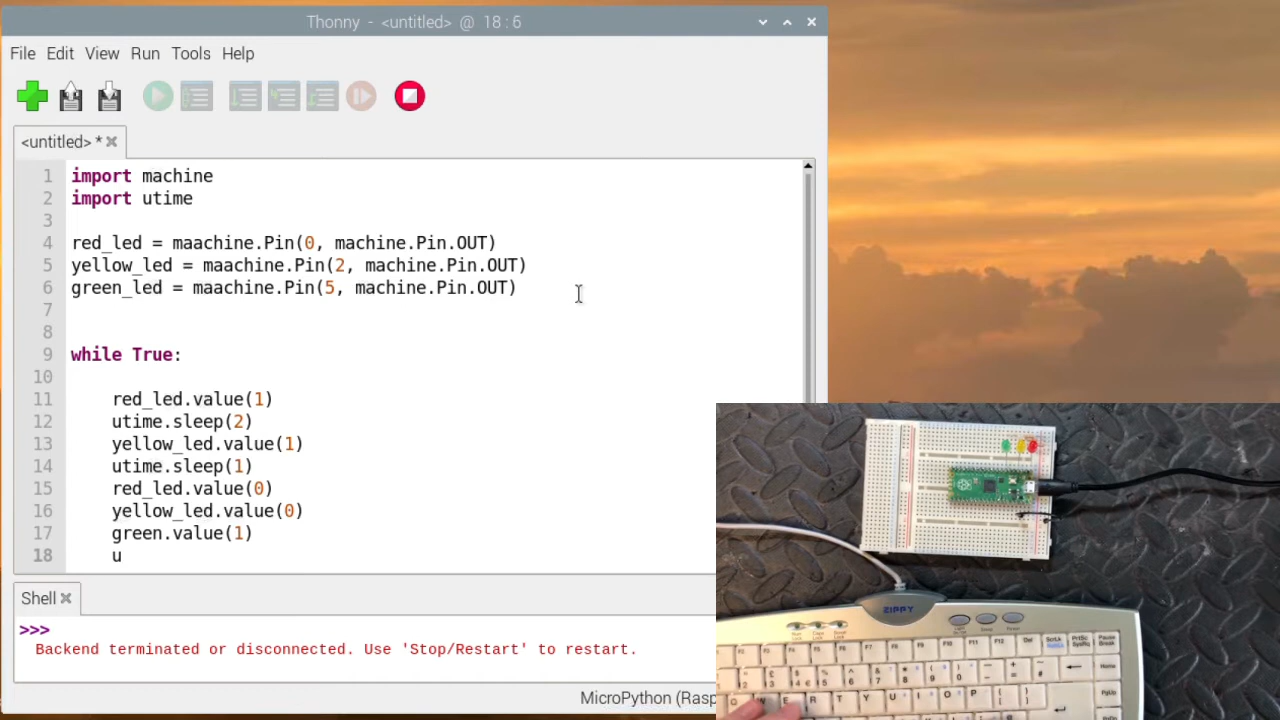 Thonny - <untitled> @ 18:6
File Edit View Run Tools Help
<untitled> *
1 import machine
2 import utime
3
4 red_led = maachine.Pin(0, machine.Pin.OUT)
5 yellow_led = maachine.Pin(2, machine.Pin.OUT)
6 green_led = maachine.Pin(5, machine.Pin.OUT)
7
8
9 while True:
10
11 red_led.value(1)
12 utime.sleep(2)
13 yellow_led.value(1)
14 utime.sleep(1)
15 red_led.value(0)
16 yellow_led.value(0)
17 green.value(1)
18 u
Shell
>>>
Backend terminated or disconnected. Use 'Stop/Restart' to restart.
MicroPython (Rasp
ZIPPY